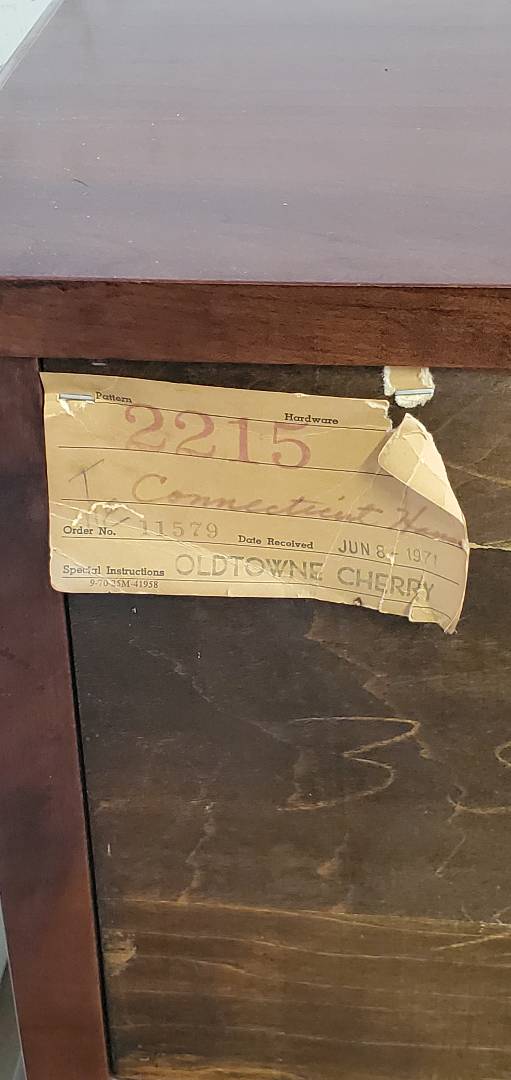 Pattern
Hardware
2215
Connecticut
Order No. 11579 Date Received JUN 8 - 1971
Special Instructions OLDTOWNE CHERRY
9-70-25M-41958
3